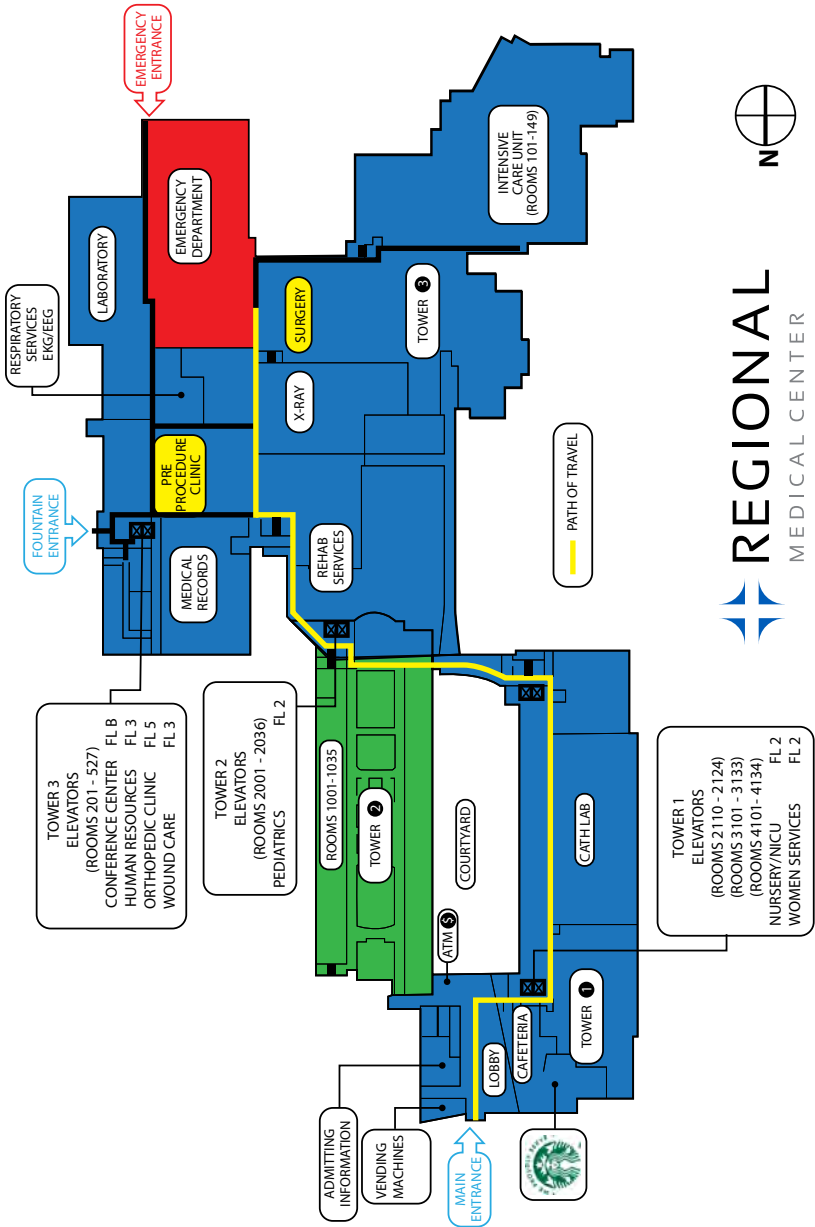 RESPIRATORY
SERVICES
EKG/EEG
FOUNTAIN
ENTRANCE
TOWER 3
ELEVATORS
(ROOMS 201 - 527)
CONFERENCE CENTER FL B
HUMAN RESOURCES FL 3
ORTHOPEDIC CLINIC FL 5
WOUND CARE FL 3
LABORATORY
EMERGENCY
ENTRANCE
MEDICAL
RECORDS
PRE
PROCEDURE
CLINIC
EMERGENCY
DEPARTMENT
TOWER 2
ELEVATORS
(ROOMS 2001 - 2036)
PEDIATRICS FL 2
ADMITTING
INFORMATION
VENDING
MACHINES
ROOMS 1001-1035
TOWER 2
REHAB
SERVICES
X-RAY
SURGERY
TOWER 3
INTENSIVE
CARE UNIT
(ROOMS 101-149)
MAIN
ENTRANCE
ATM $
COURTYARD
LOBBY
CAFETERIA
TOWER 1
CATH LAB
PATH OF TRAVEL
TOWER 1
ELEVATORS
(ROOMS 2110 - 2124)
(ROOMS 3101 - 3133)
(ROOMS 4101- 4134)
NURSERY/NICU FL 2
WOMEN SERVICES FL 2
REGIONAL
MEDICAL CENTER
N